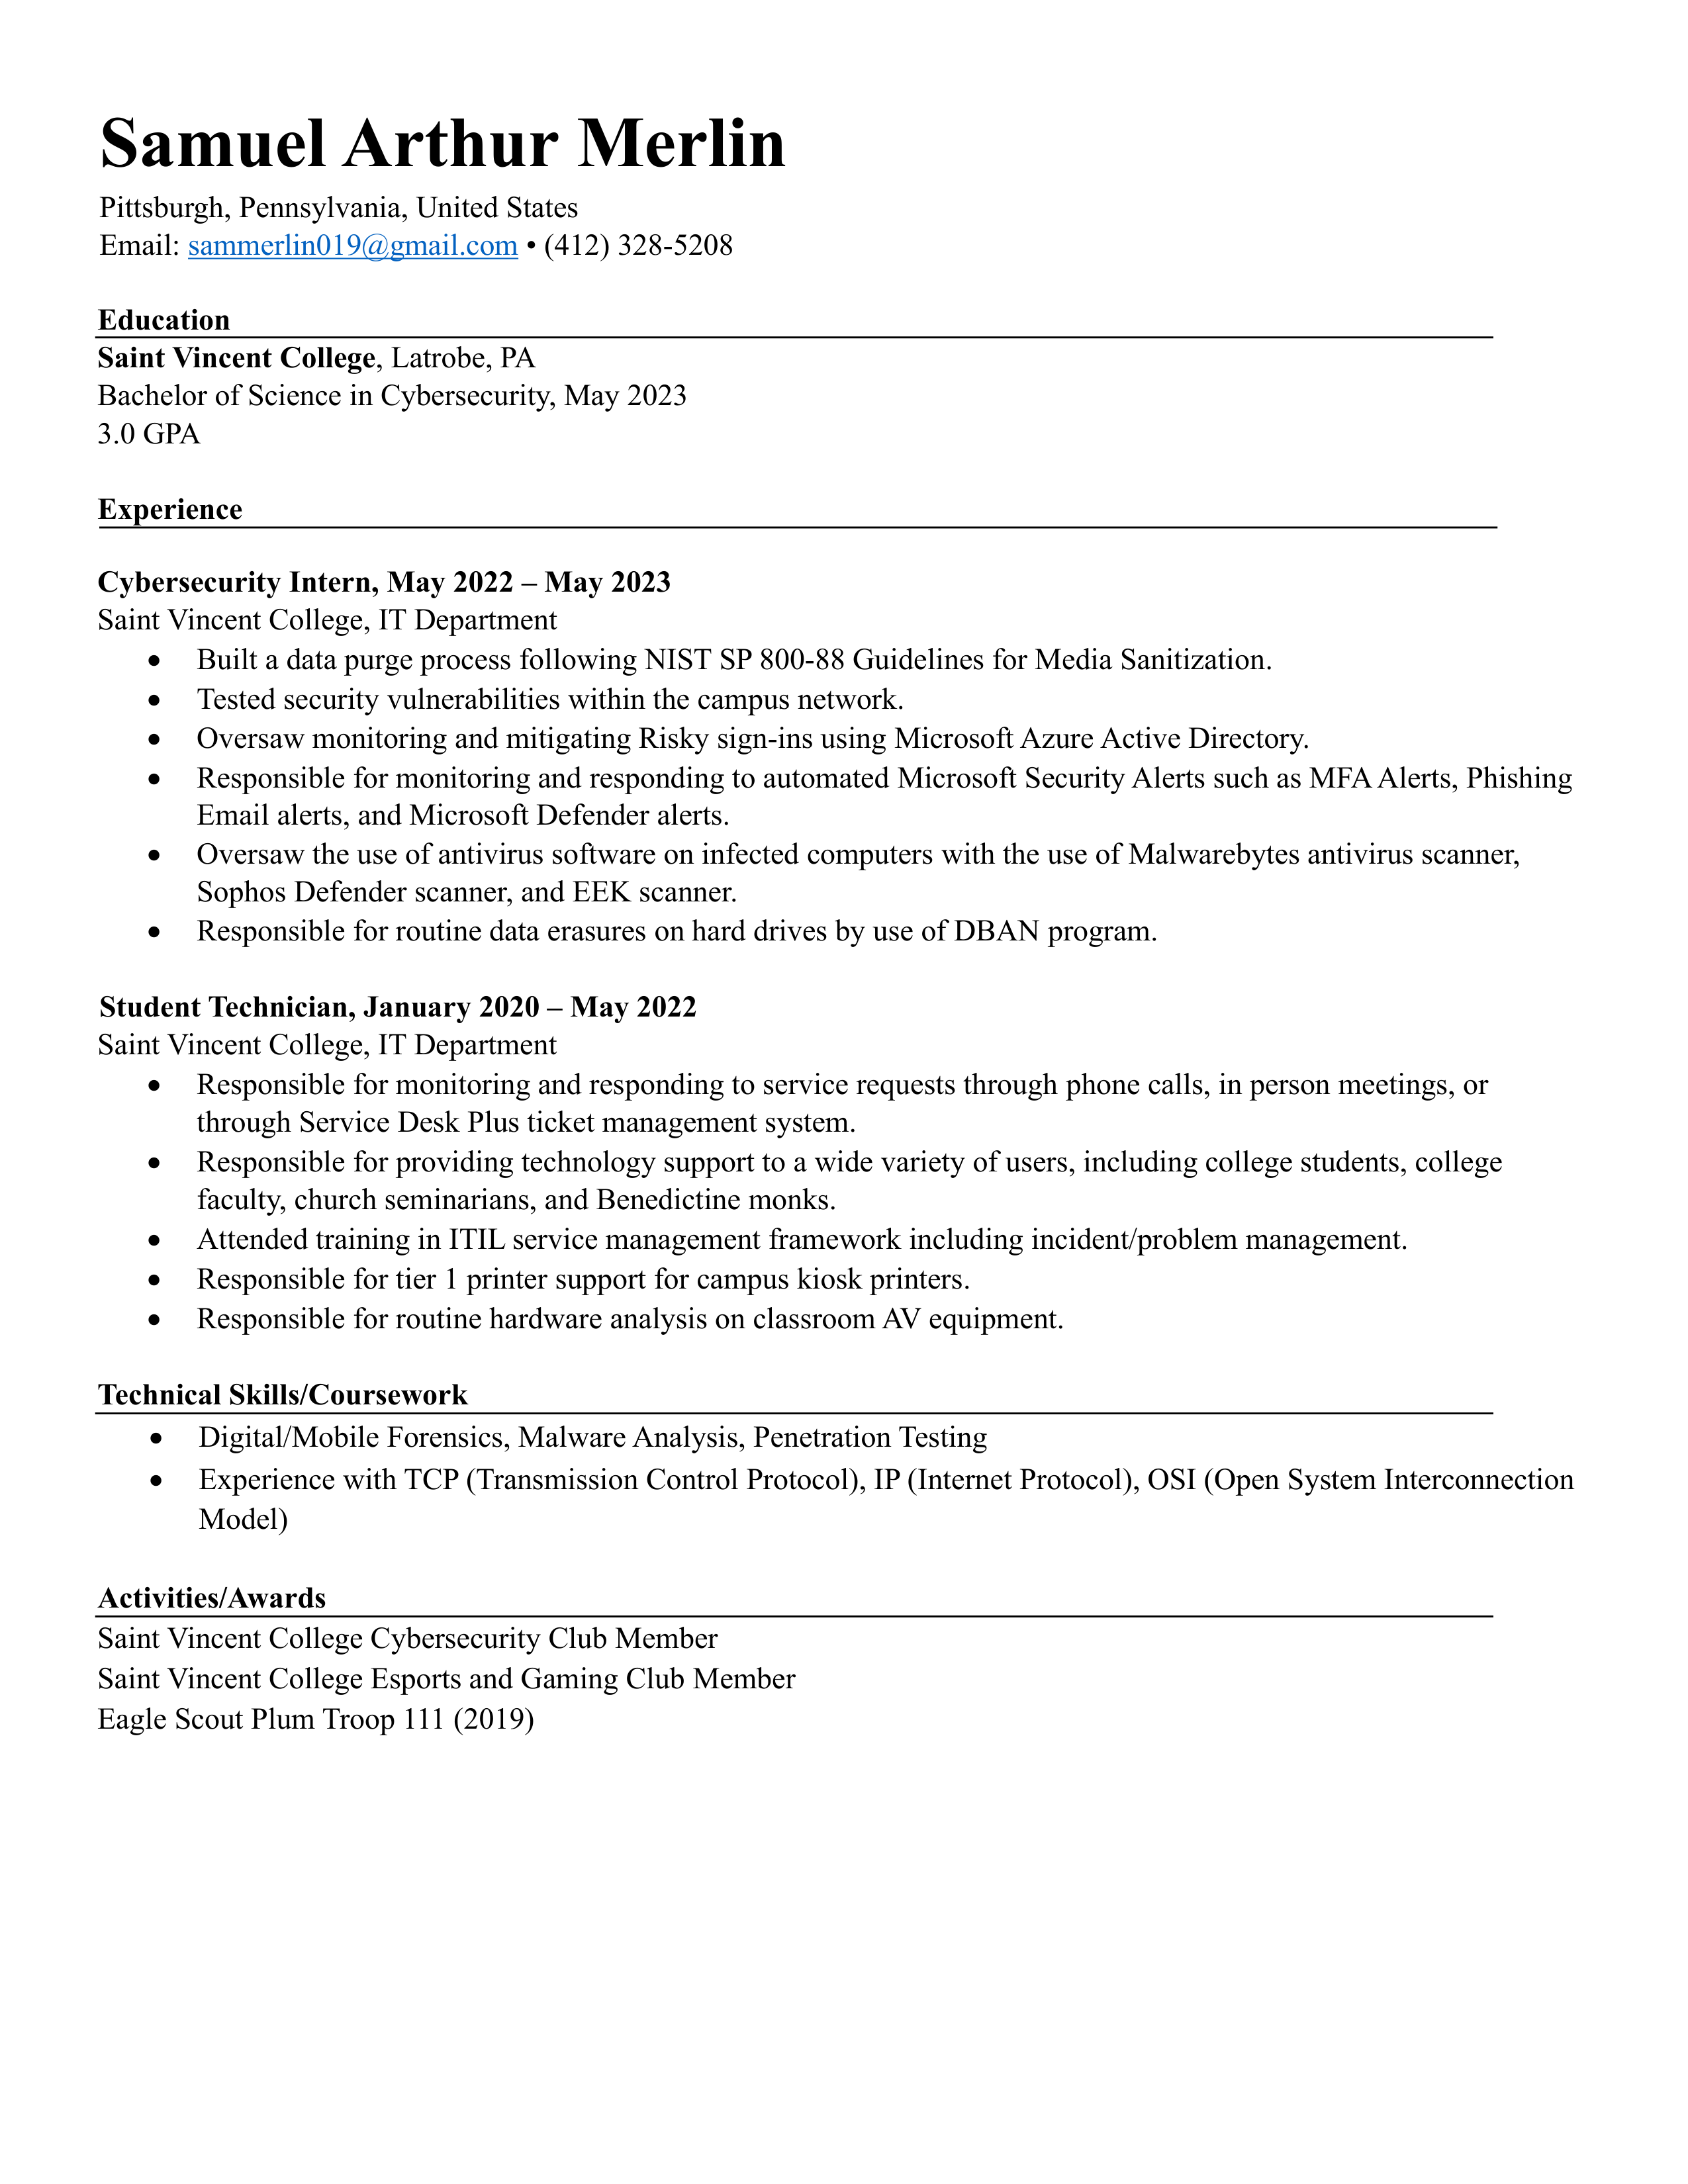 Samuel Arthur Merlin
Pittsburgh, Pennsylvania, United States
Email: sammerlin019@gmail.com • (412) 328-5208
Education
Saint Vincent College, Latrobe, PA
Bachelor of Science in Cybersecurity, May 2023
3.0 GPA
Experience
Cybersecurity Intern, May 2022 – May 2023
Saint Vincent College, IT Department
• Built a data purge process following NIST SP 800-88 Guidelines for Media Sanitization.
• Tested security vulnerabilities within the campus network.
• Oversaw monitoring and mitigating Risky sign-ins using Microsoft Azure Active Directory.
• Responsible for monitoring and responding to automated Microsoft Security Alerts such as MFA Alerts, Phishing
Email alerts, and Microsoft Defender alerts.
• Oversaw the use of antivirus software on infected computers with the use of Malwarebytes antivirus scanner,
Sophos Defender scanner, and EEK scanner.
• Responsible for routine data erasures on hard drives by use of DBAN program.
Student Technician, January 2020 – May 2022
Saint Vincent College, IT Department
• Responsible for monitoring and responding to service requests through phone calls, in person meetings, or
through Service Desk Plus ticket management system.
• Responsible for providing technology support to a wide variety of users, including college students, college
faculty, church seminarians, and Benedictine monks.
• Attended training in ITIL service management framework including incident/problem management.
• Responsible for tier 1 printer support for campus kiosk printers.
• Responsible for routine hardware analysis on classroom AV equipment.
Technical Skills/Coursework
• Digital/Mobile Forensics, Malware Analysis, Penetration Testing
• Experience with TCP (Transmission Control Protocol), IP (Internet Protocol), OSI (Open System Interconnection
Model)
Activities/Awards
Saint Vincent College Cybersecurity Club Member
Saint Vincent College Esports and Gaming Club Member
Eagle Scout Plum Troop 111 (2019)